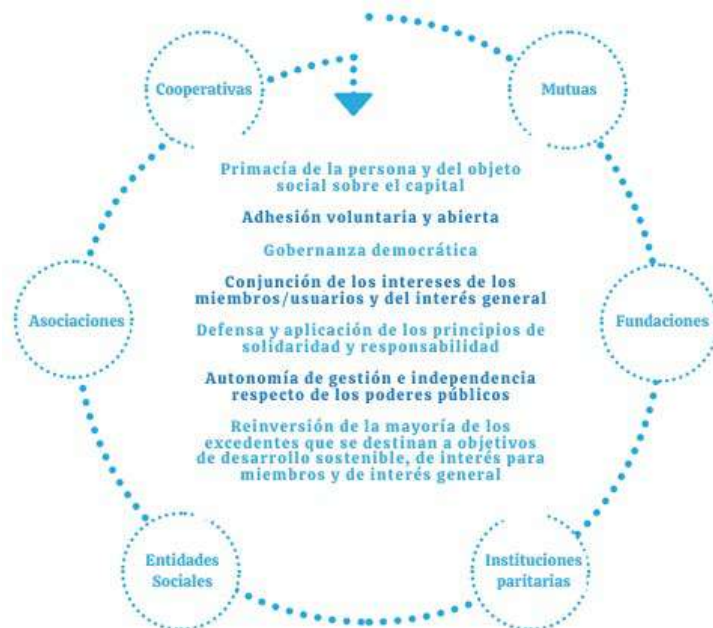 Cooperativas
Mutuas
Primacía de la persona y del objeto
social sobre el capital
Adhesión voluntaria y abierta
Gobernanza democrática
Conjunción de los intereses de los
miembros/usuarios y del interés general
Asociaciones
Fundaciones
Defensa y aplicación de los principios de
solidaridad y responsabilidad
Autonomía de gestión e independencia
respecto de los poderes públicos
Reinversión de la mayoría de los
excedentes que se destinan a objetivos
de desarrollo sostenible, de interés para
miembros y de interés general
Entidades
Sociales
Instituciones
paritarias